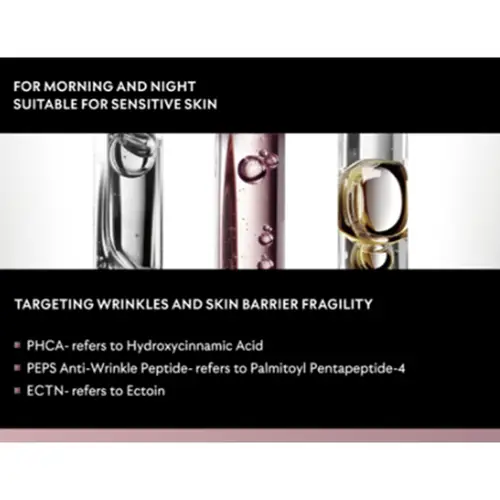 FOR MORNING AND NIGHT
SUITABLE FOR SENSITIVE SKIN
TARGETING WRINKLES AND SKIN BARRIER FRAGILITY
PHCA- refers to Hydroxycinnamic Acid
PEPS Anti-Wrinkle Peptide- refers to Palmitoyl Pentapeptide-4
ECTN- refers to Ectoin